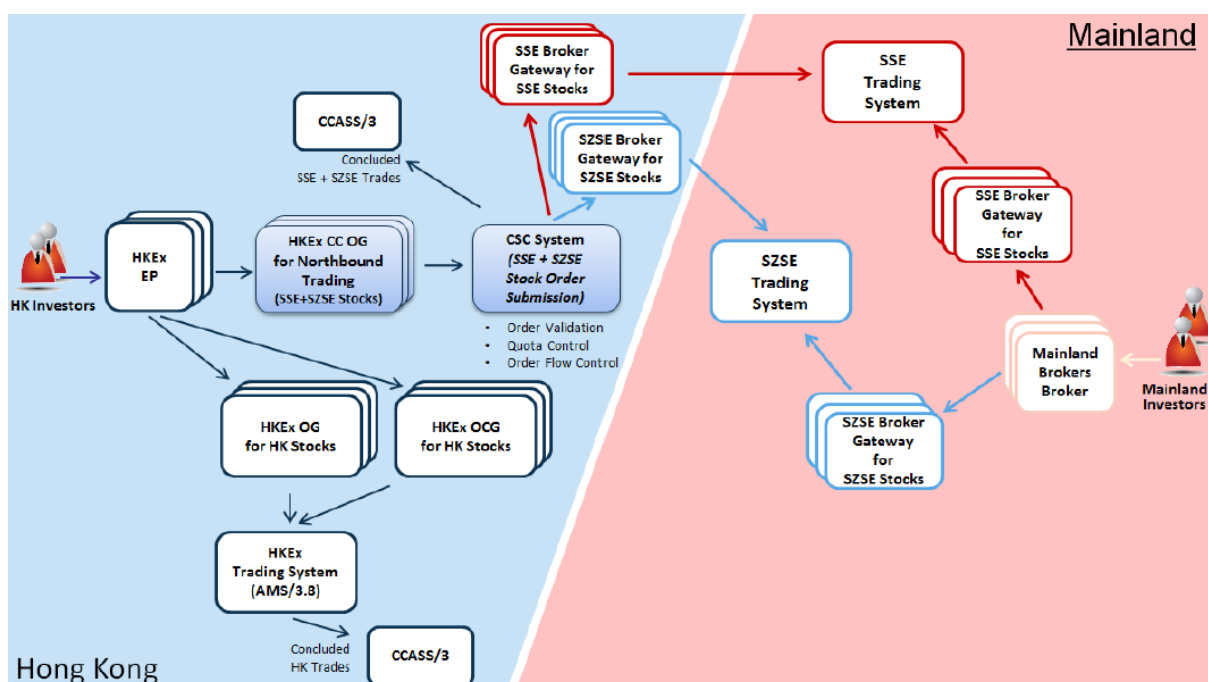 Mainland
SSE Broker
Gateway for
SSE Stocks
SSE
Trading
System
CCASS/3
Concluded
SSE + SZSE Trades
SZSE Broker
Gateway for
SZSE Stocks
SSE Broker
Gateway
for
SSE Stocks
HK Investors
HKEx
EP
HKEx CC OG
for Northbound
Trading
(SSE+SZSE Stocks)
CSC System
(SSE + SZSE
Stock Order
Submission)
• Order Validation
• Quota Control
• Order Flow Control
SZSE
Trading
System
Mainland
Brokers
Broker
Mainland
Investors
HKEx OG
for HK Stocks
HKEx OCG
for HK Stocks
SZSE Broker
Gateway
for
SZSE Stocks
HKEx
Trading System
(AMS/3.8)
Concluded
HK Trades
CCASS/3
Hong Kong